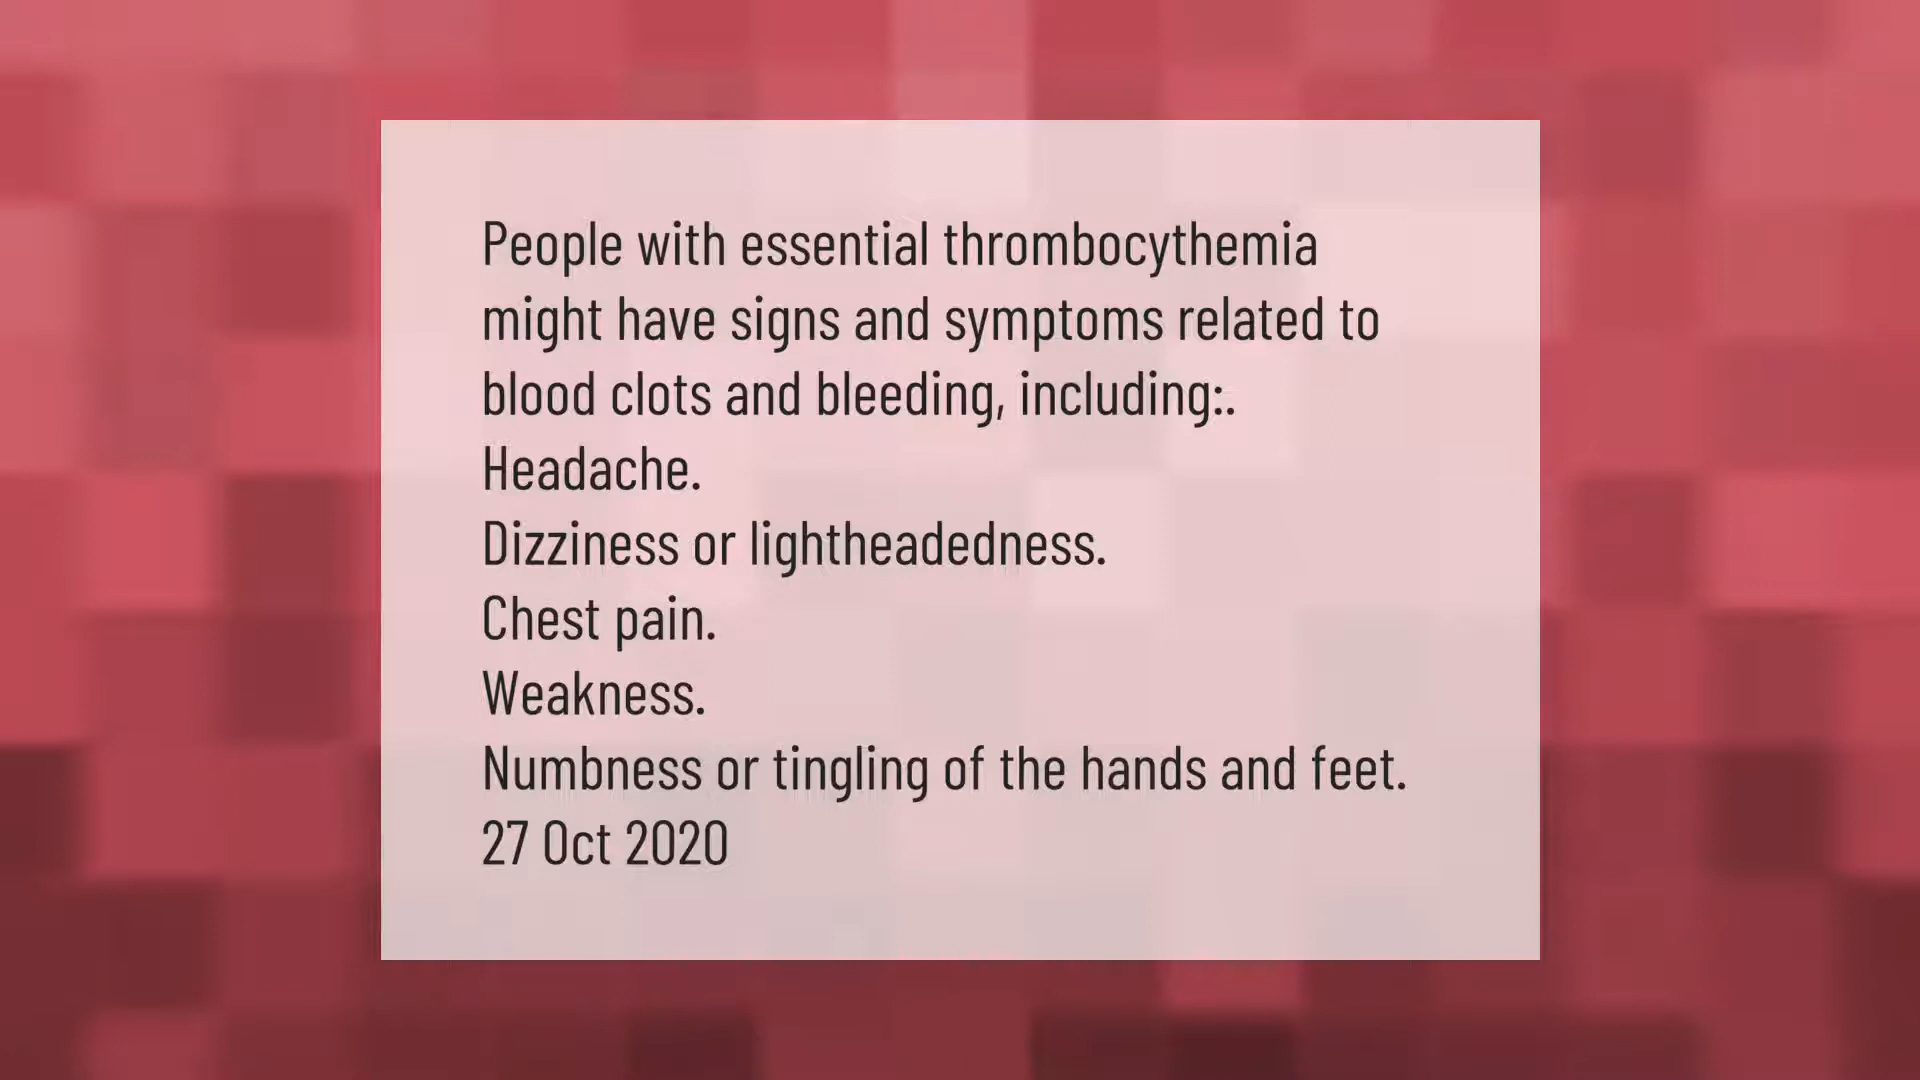 People with essential thrombocythemia
might have signs and symptoms related to
blood clots and bleeding, including:.
Headache.
Dizziness or lightheadedness.
Chest pain.
Weakness.
Numbness or tingling of the hands and feet.
27 Oct 2020